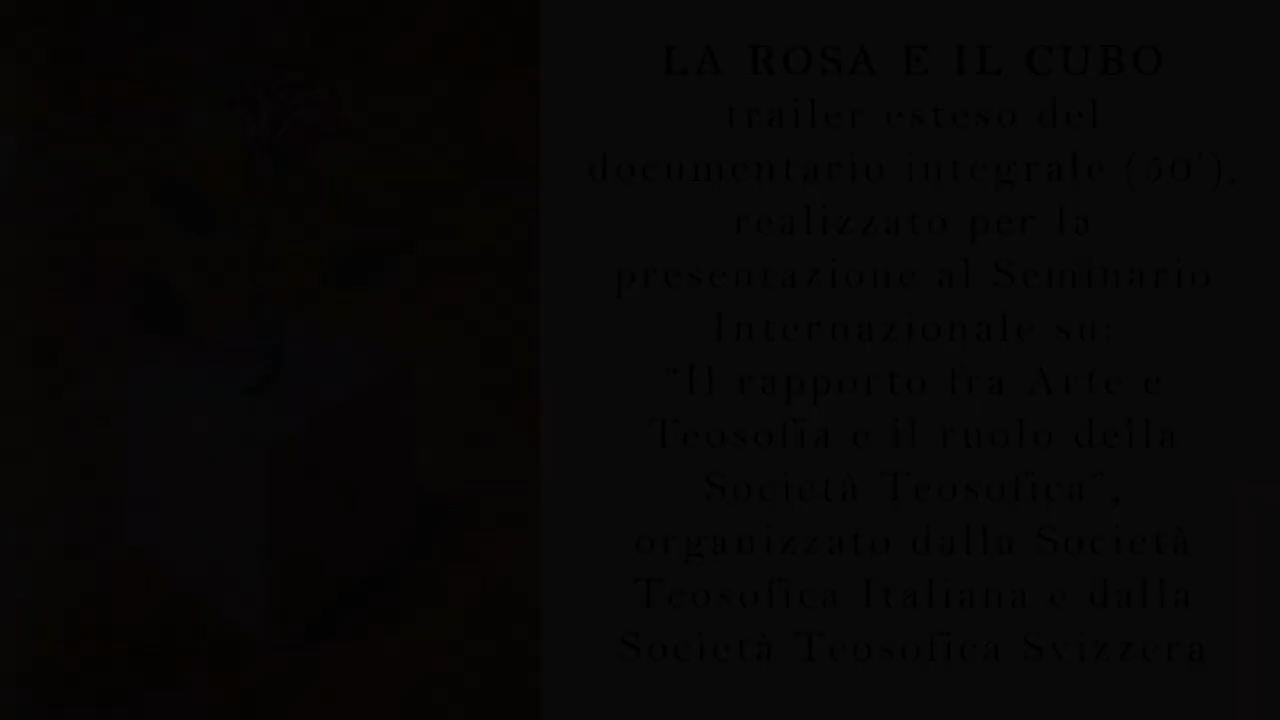 LA ROSA E IL CUBO
trailer esteso del
documentario integrale (50'),
realizzato per la
presentazione al Seminario
Internazionale su:
"Il rapporto fra Arte e
Teosofia e il ruolo della
Società Teosofica",
organizzato dalla Società
Teosofica Italiana e dalla
Società Teosofica Svizzera